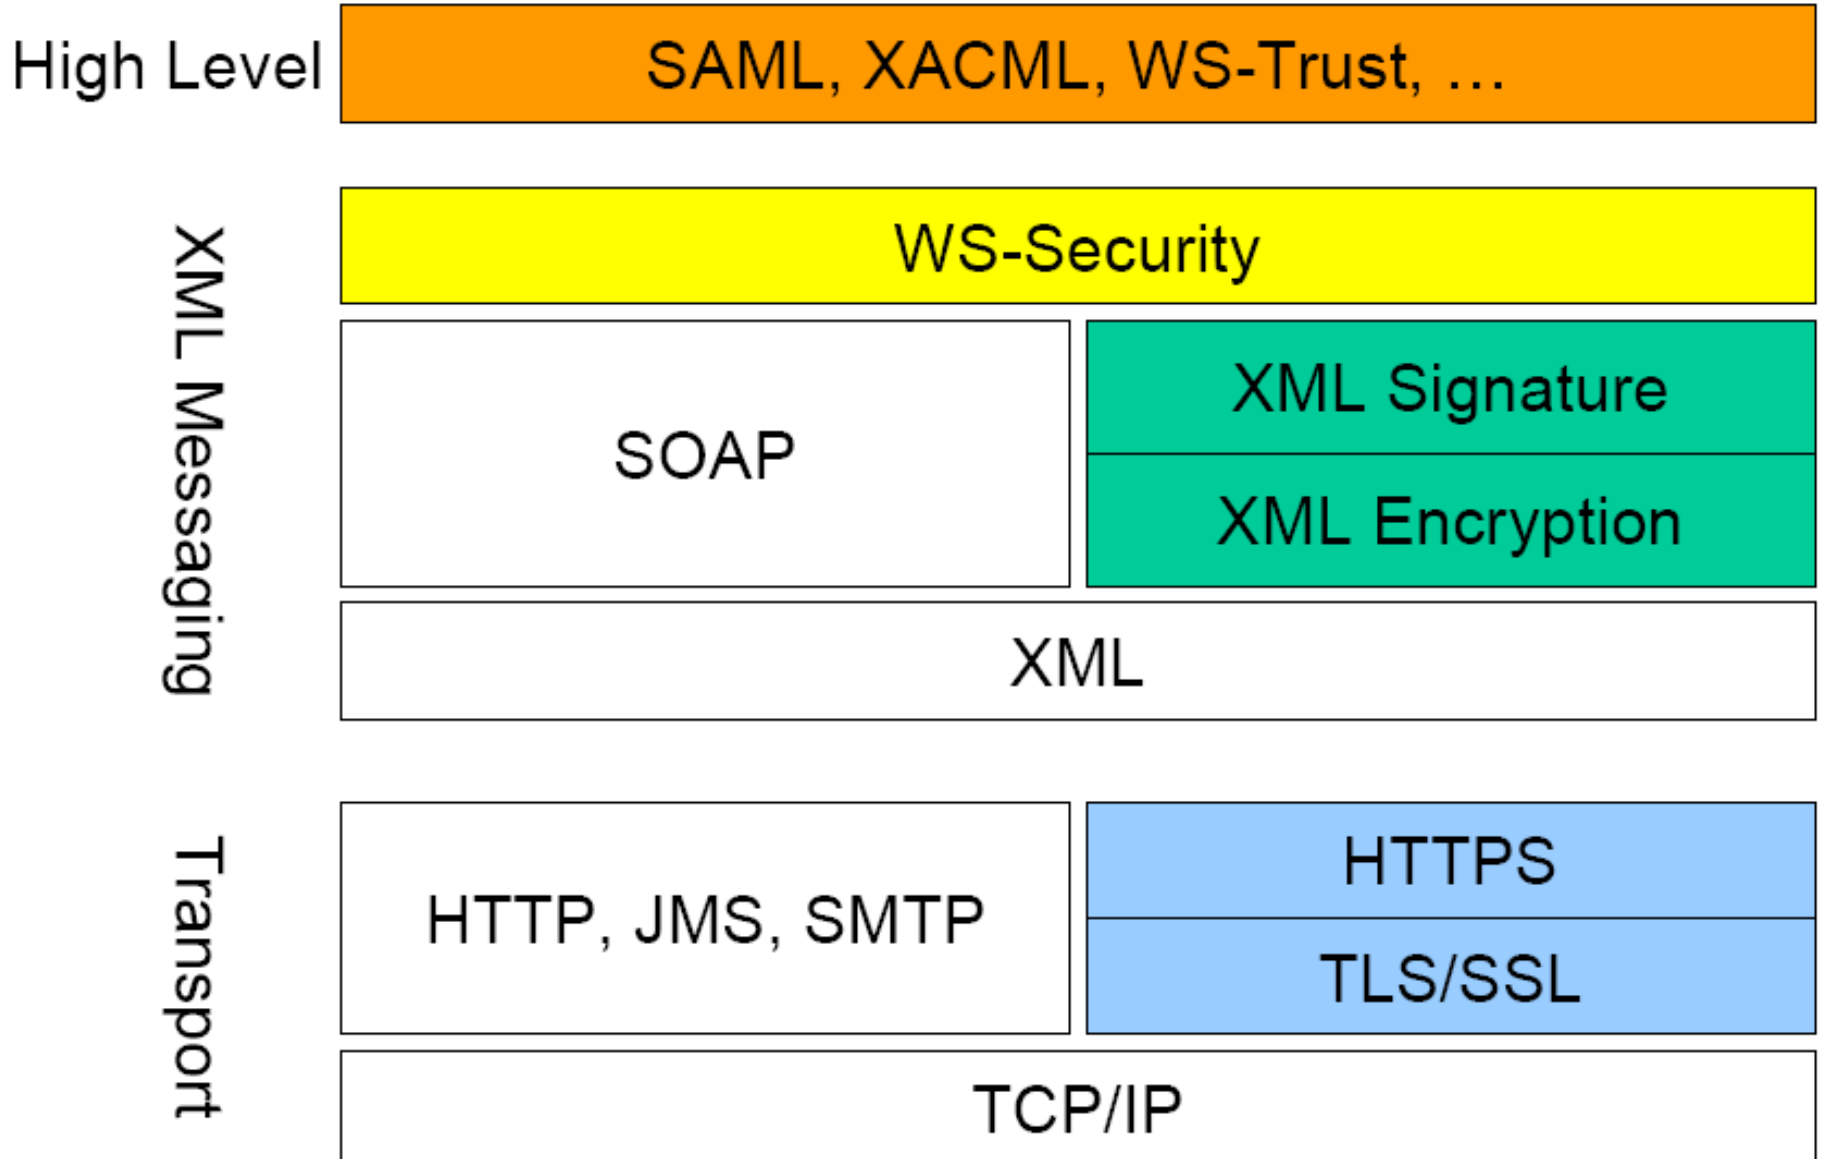 High Level
SAML, XACML, WS-Trust, …
XML Messaging
WS-Security
SOAP
XML Signature
XML Encryption
XML
Transport
HTTP, JMS, SMTP
HTTPS
TLS/SSL
TCP/IP